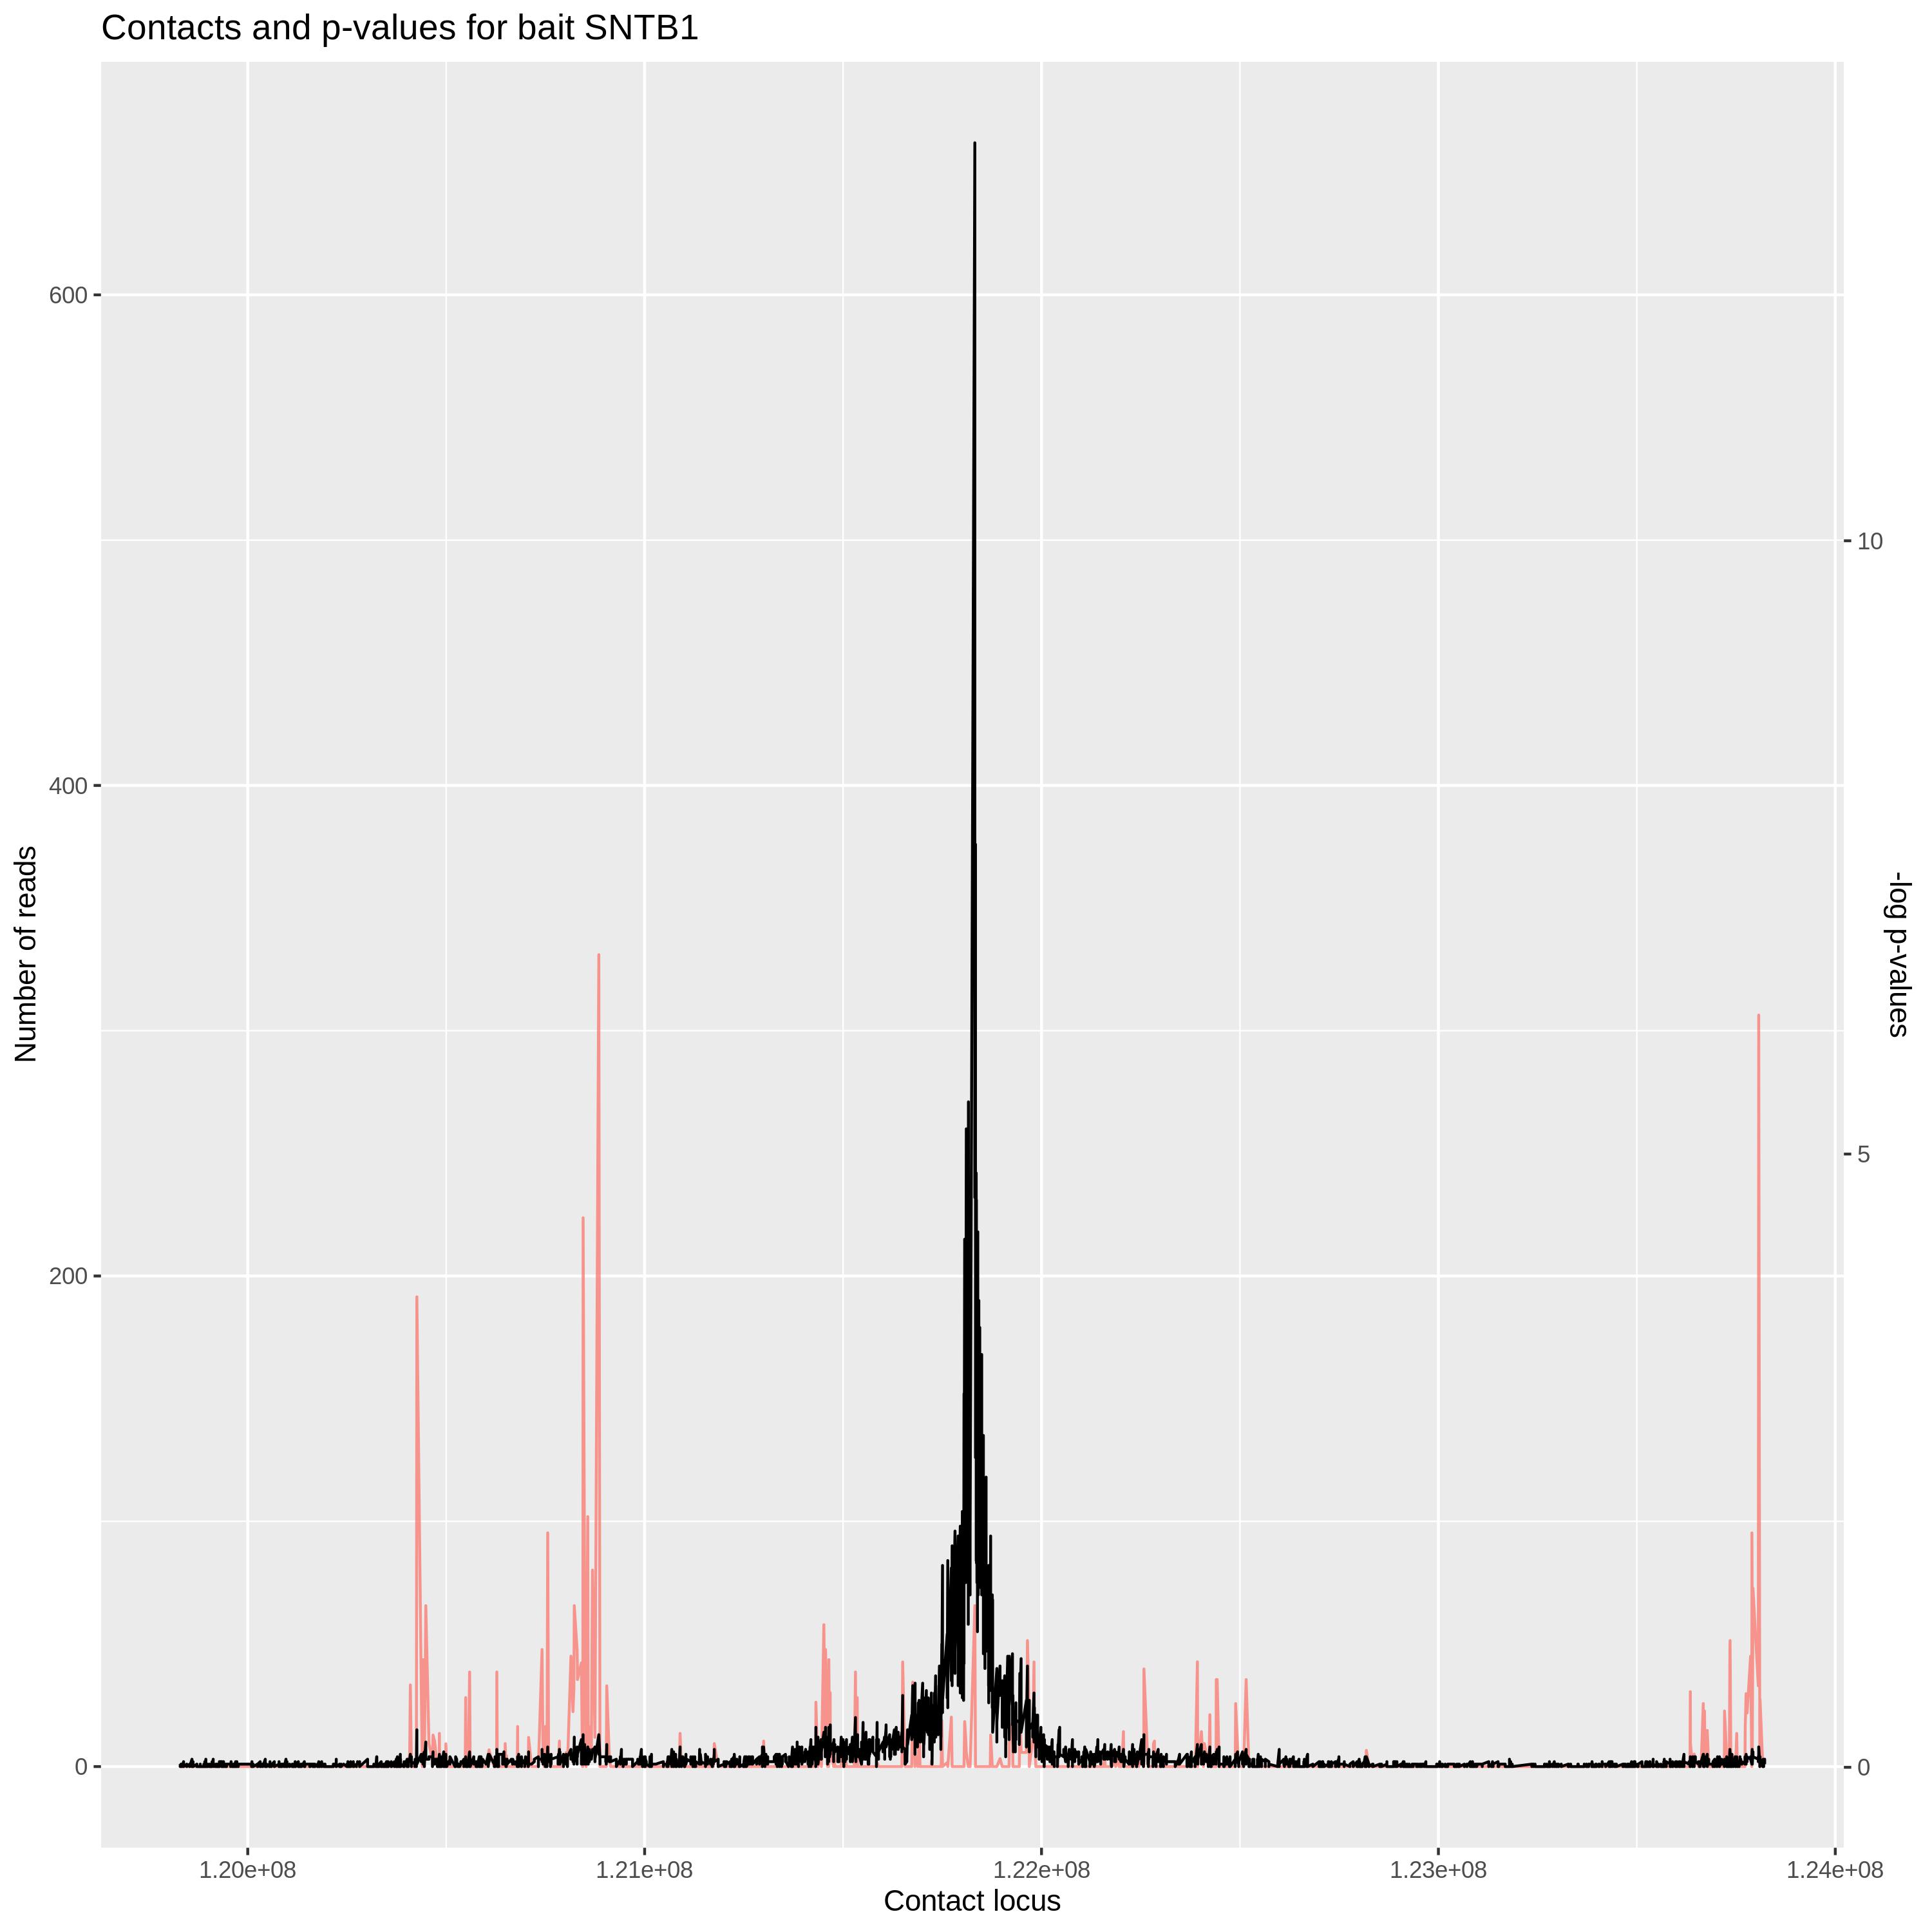 Contacts and p-values for bait SNTB1
600
400
200
0
Number of reads
10
5
0
-log p-values
1.20e+08 1.21e+08 1.22e+08 1.23e+08 1.24e+08
Contact locus